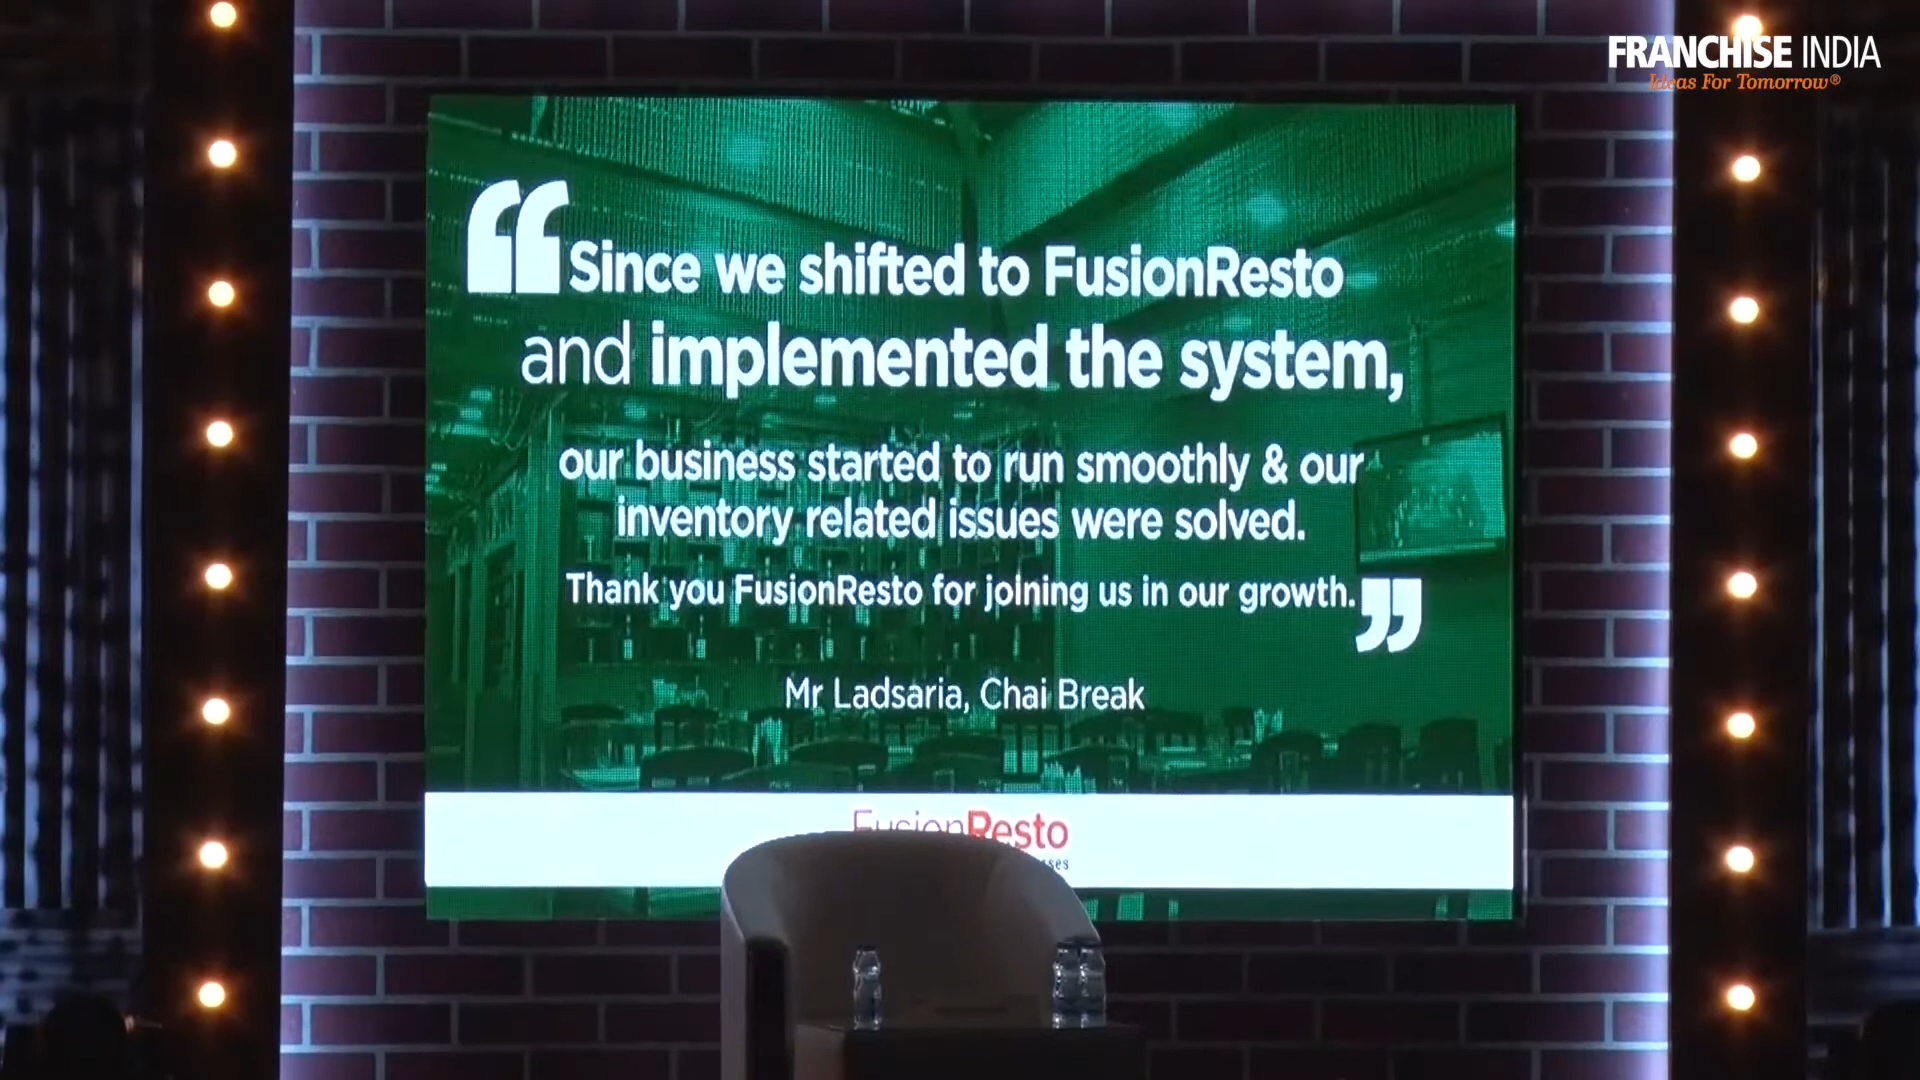 FRANCHISE INDIA
Ideas For Tomorrow®
“Since we shifted to FusionResto
and implemented the system,
our business started to run smoothly & our
inventory related issues were solved.
Thank you FusionResto for joining us in our growth.”
Mr Ladsaria, Chai Break
FusionResto